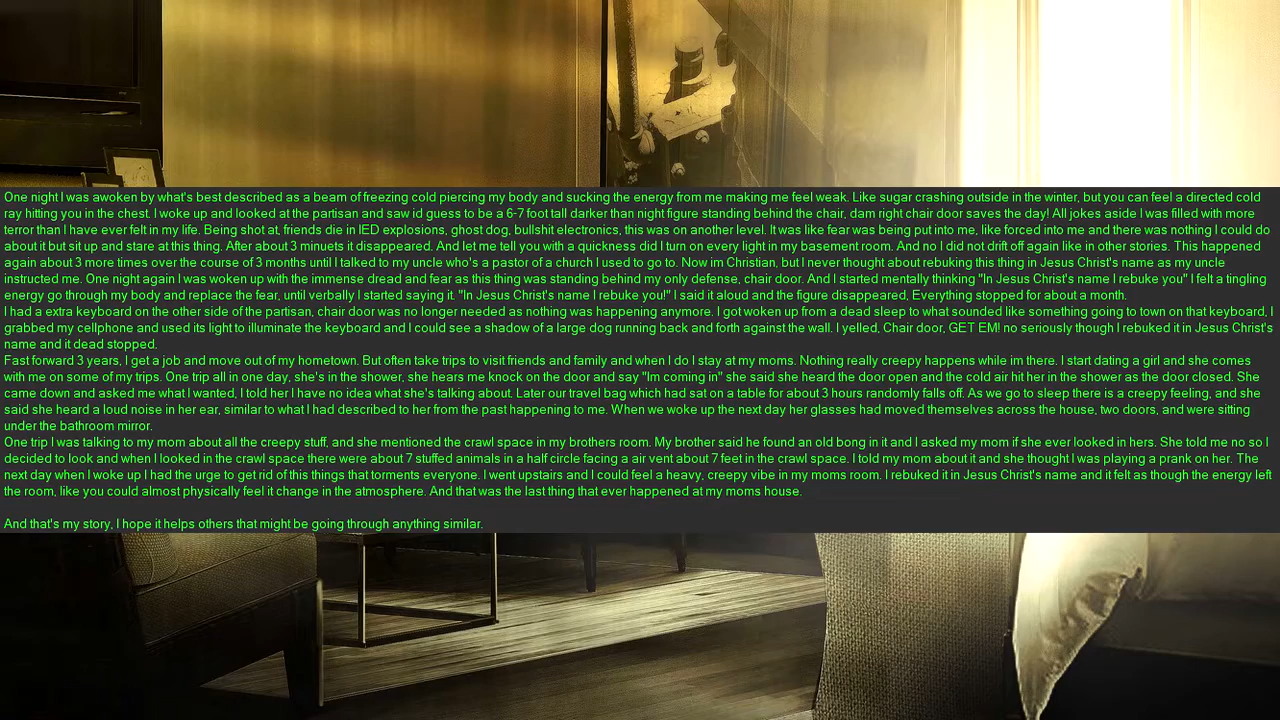 One night I was awoken by what's best described as a beam of freezing cold piercing my body and sucking the energy from me making me feel weak. Like sugar crashing outside in the winter, but you can feel a directed cold
ray hitting you in the chest. I woke up and looked at the partisan and saw id guess to be a 6-7 foot tall darker than night figure standing behind the chair, dam right chair door saves the day! All jokes aside I was filled with more
terror than I have ever felt in my life. Being shot at, friends die in IED explosions, ghost dog, bullshit electronics, this was on another level. It was like fear was being put into me, like forced into me and there was nothing I could do
about it but sit up and stare at this thing. After about 3 minuets it disappeared. And let me tell you with a quickness did I turn on every light in my basement room. And no I did not drift off again like in other stories. This happened
again about 3 more times over the course of 3 months until I talked to my uncle who's a pastor of a church I used to go to. Now im Christian, but I never thought about rebuking this thing in Jesus Christ's name as my uncle
instructed me. One night again I was woken up with the immense dread and fear as this thing was standing behind my only defense, chair door. And I started mentally thinking "In Jesus Christ's name I rebuke you" I felt a tingling
energy go through my body and replace the fear, until verbally I started saying it. "In Jesus Christ's name I rebuke you!" I said it aloud and the figure disappeared, Everything stopped for about a month.
I had a extra keyboard on the other side of the partisan, chair door was no longer needed as nothing was happening anymore. I got woken up from a dead sleep to what sounded like something going to town on that keyboard, I
grabbed my cellphone and used its light to illuminate the keyboard and I could see a shadow of a large dog running back and forth against the wall. I yelled, Chair door, GET EM! no seriously though I rebuked it in Jesus Christ's
name and it dead stopped.
Fast forward 3 years, I get a job and move out of my hometown. But often take trips to visit friends and family and when I do I stay at my moms. Nothing really creepy happens while im there. I start dating a girl and she comes
with me on some of my trips. One trip all in one day, she's in the shower, she hears me knock on the door and say "Im coming in" she said she heard the door open and the cold air hit her in the shower as the door closed. She
came down and asked me what I wanted, I told her I have no idea what she's talking about. Later our travel bag which had sat on a table for about 3 hours randomly falls off. As we go to sleep there is a creepy feeling, and she
said she heard a loud noise in her ear, similar to what I had described to her from the past happening to me. When we woke up the next day her glasses had moved themselves across the house, two doors, and were sitting
under the bathroom mirror.
One trip I was talking to my mom about all the creepy stuff, and she mentioned the crawl space in my brothers room. My brother said he found an old bong in it and I asked my mom if she ever looked in hers. She told me no so I
decided to look and when I looked in the crawl space there were about 7 stuffed animals in a half circle facing a air vent about 7 feet in the crawl space. I told my mom about it and she thought I was playing a prank on her. The
next day when I woke up I had the urge to get rid of this things that torments everyone. I went upstairs and I could feel a heavy, creepy vibe in my moms room. I rebuked it in Jesus Christ's name and it felt as though the energy left
the room, like you could almost physically feel it change in the atmosphere. And that was the last thing that ever happened at my moms house.
And that's my story, I hope it helps others that might be going through anything similar.